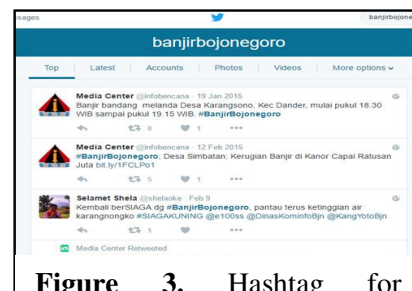 ssages
banjirbojone
banjirbojonegoro
Top Latest Accounts Photos Videos More options
Media Center @infobencana · 19 Jan 2015
Banjir bandang melanda Desa Karangsono, Kec Dander, mulai pukul 18.30
WIB sampai pukul 19.15 WIB. #BanjirBojonegoro
8 1
Media Center @infobencana · 12 Feb 2015
#BanjirBojonegoro; Desa Simbatan; Kerugian Banjir di Kanor Capai Ratusan
Juta bit.ly/1FCLPo1
5 1
Selamet Shela @shelaoke · Feb 9
Kembali berSIAGA dg #BanjirBojonegoro, pantau terus ketinggian air
karangnongko #SIAGAKUNING @e100ss @DinasKominfoBjn @KangYotoBjn
1
Media Center Retweeted
Figure 3. Hashtag for